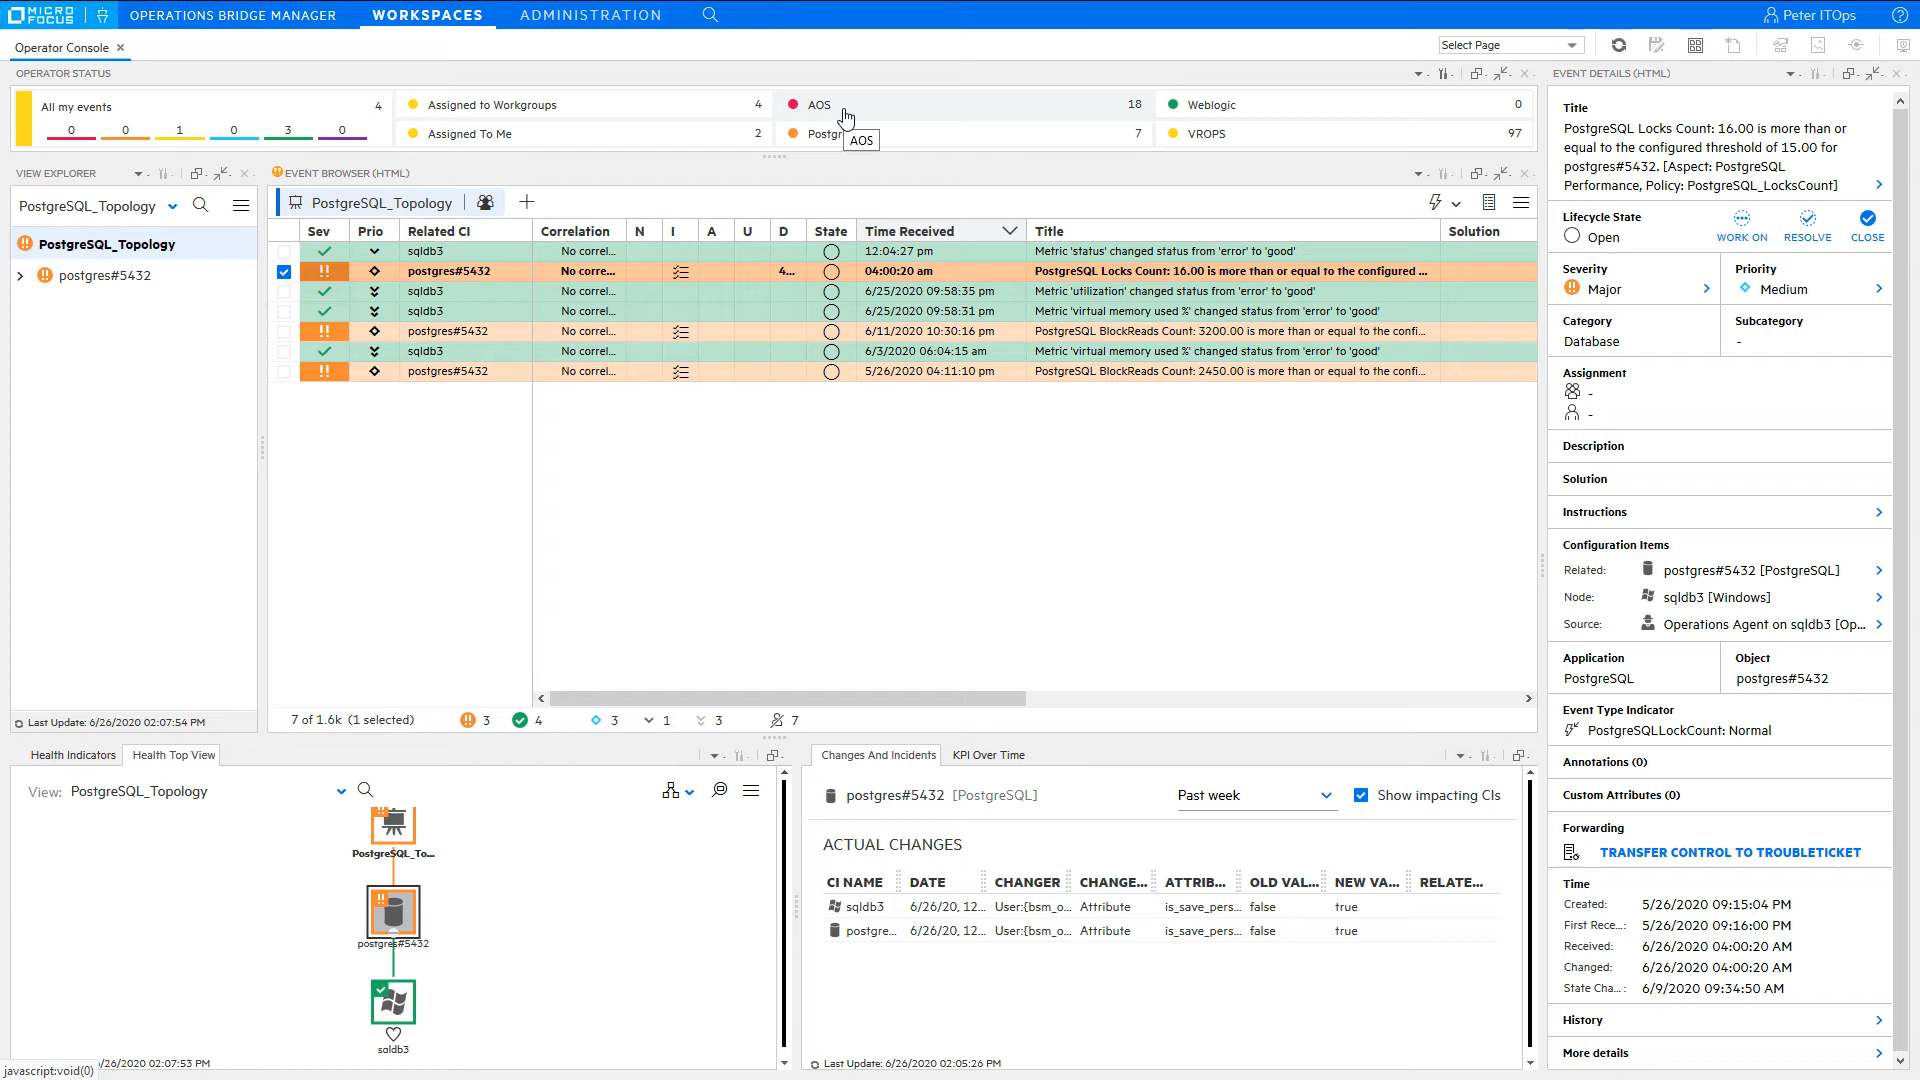 MICRO FOCUS
OPERATIONS BRIDGE MANAGER
WORKSPACES
ADMINISTRATION
Peter ITOps
Operator Console
Select Page
OPERATOR STATUS
All my events 4
0 0 1 0 3 0
Assigned to Workgroups 4
Assigned To Me 2
AOS 18
Postgr 7
AOS
Weblogic 0
VROPS 97
VIEW EXPLORER
PostgreSQL_Topology
PostgreSQL_Topology
postgres#5432
Last Update: 6/26/2020 02:07:54 PM
EVENT BROWSER (HTML)
PostgreSQL_Topology
Sev Prio Related CI Correlation N I A U D State Time Received Title Solution
sqldb3 No correl... 12:04:27 pm Metric 'status' changed status from 'error' to 'good'
postgres#5432 No corre... 4... 04:00:20 am PostgreSQL Locks Count: 16.00 is more than or equal to the configured ...
sqldb3 No correl... 6/25/2020 09:58:35 pm Metric 'utilization' changed status from 'error' to 'good'
sqldb3 No correl... 6/25/2020 09:58:31 pm Metric 'virtual memory used %' changed status from 'error' to 'good'
postgres#5432 No correl... 6/11/2020 10:30:16 pm PostgreSQL BlockReads Count: 3200.00 is more than or equal to the confi...
sqldb3 No correl... 6/3/2020 06:04:15 am Metric 'virtual memory used %' changed status from 'error' to 'good'
postgres#5432 No correl... 5/26/2020 04:11:10 pm PostgreSQL BlockReads Count: 2450.00 is more than or equal to the confi...
7 of 1.6k (1 selected) 3 4 3 1 3 7
Health Indicators
Health Top View
View: PostgreSQL_Topology
PostgreSQL_To...
postgres#5432
saldb3
/26/2020 02:07:53 PM
javascript:void(0)
Changes And Incidents
KPI Over Time
postgres#5432 [PostgreSQL]
Past week
Show impacting CIs
ACTUAL CHANGES
CI NAME DATE CHANGER CHANGE... ATTRIB... OLD VAL... NEW VA... RELATE...
sqldb3 6/26/20, 12... User:{bsm_o... Attribute is_save_pers... false true
postgre... 6/26/20, 12... User:{bsm_o... Attribute is_save_pers... false true
Last Update: 6/26/2020 02:05:26 PM
EVENT DETAILS (HTML)
Title
PostgreSQL Locks Count: 16.00 is more than or
equal to the configured threshold of 15.00 for
postgres#5432. [Aspect: PostgreSQL
Performance, Policy: PostgreSQL_LocksCount]
Lifecycle State
Open
WORK ON
RESOLVE
CLOSE
Severity
Major
Priority
Medium
Category
Database
Subcategory
-
Assignment
-
-
Description
Solution
Instructions
Configuration Items
Related: postgres#5432 [PostgreSQL]
Node: sqldb3 [Windows]
Source: Operations Agent on sqldb3 [Op...
Application
PostgreSQL
Object
postgres#5432
Event Type Indicator
PostgreSQLLockCount: Normal
Annotations (0)
Custom Attributes (0)
Forwarding
TRANSFER CONTROL TO TROUBLETICKET
Time
Created: 5/26/2020 09:15:04 PM
First Rece...: 5/26/2020 09:16:00 PM
Received: 6/26/2020 04:00:20 AM
Changed: 6/26/2020 04:00:20 AM
State Cha...: 6/9/2020 09:34:50 AM
History
More details